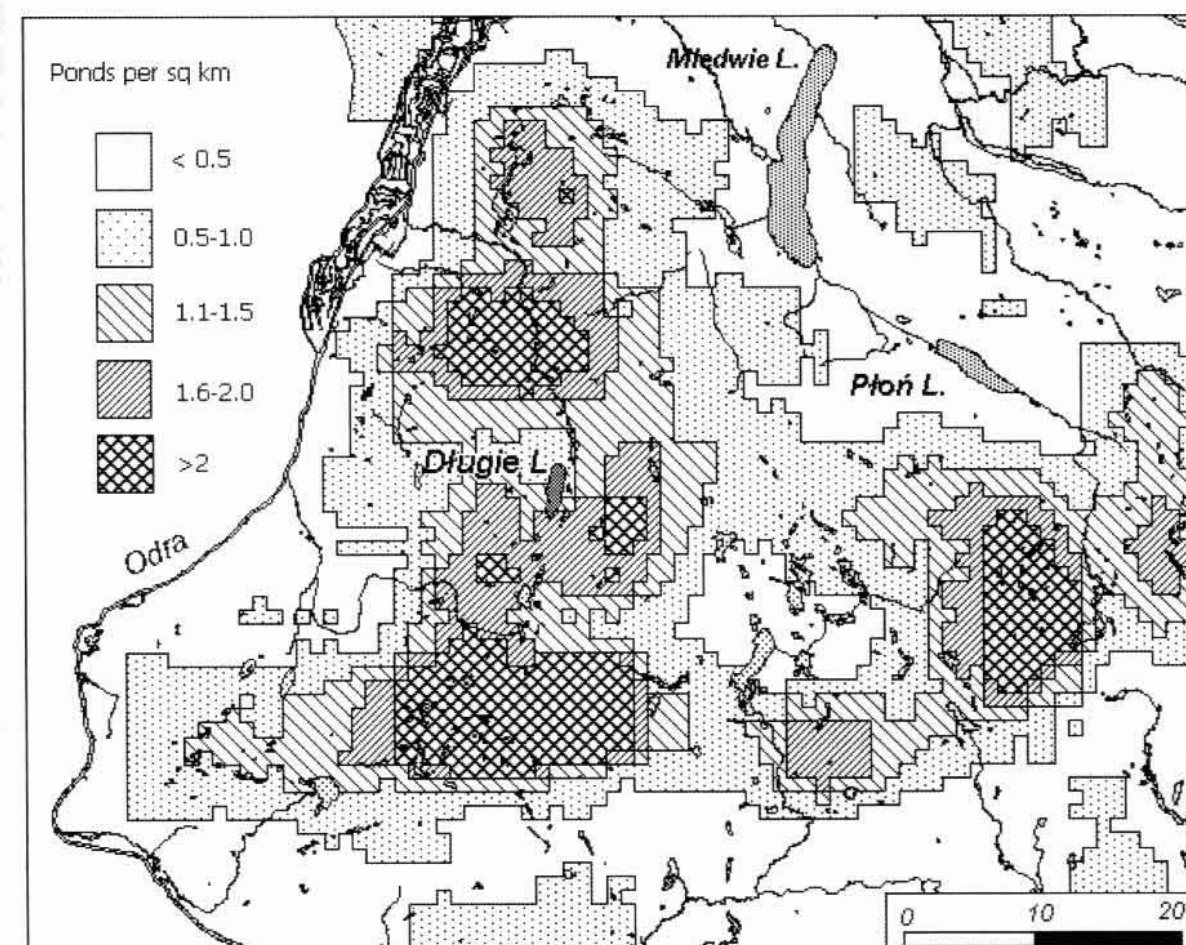 Ponds per sq km
< 0.5
0.5-1.0
1.1-1.5
1.6-2.0
>2
Miedwie L.
Płoń L.
Długie L.
Odra
0 10 20